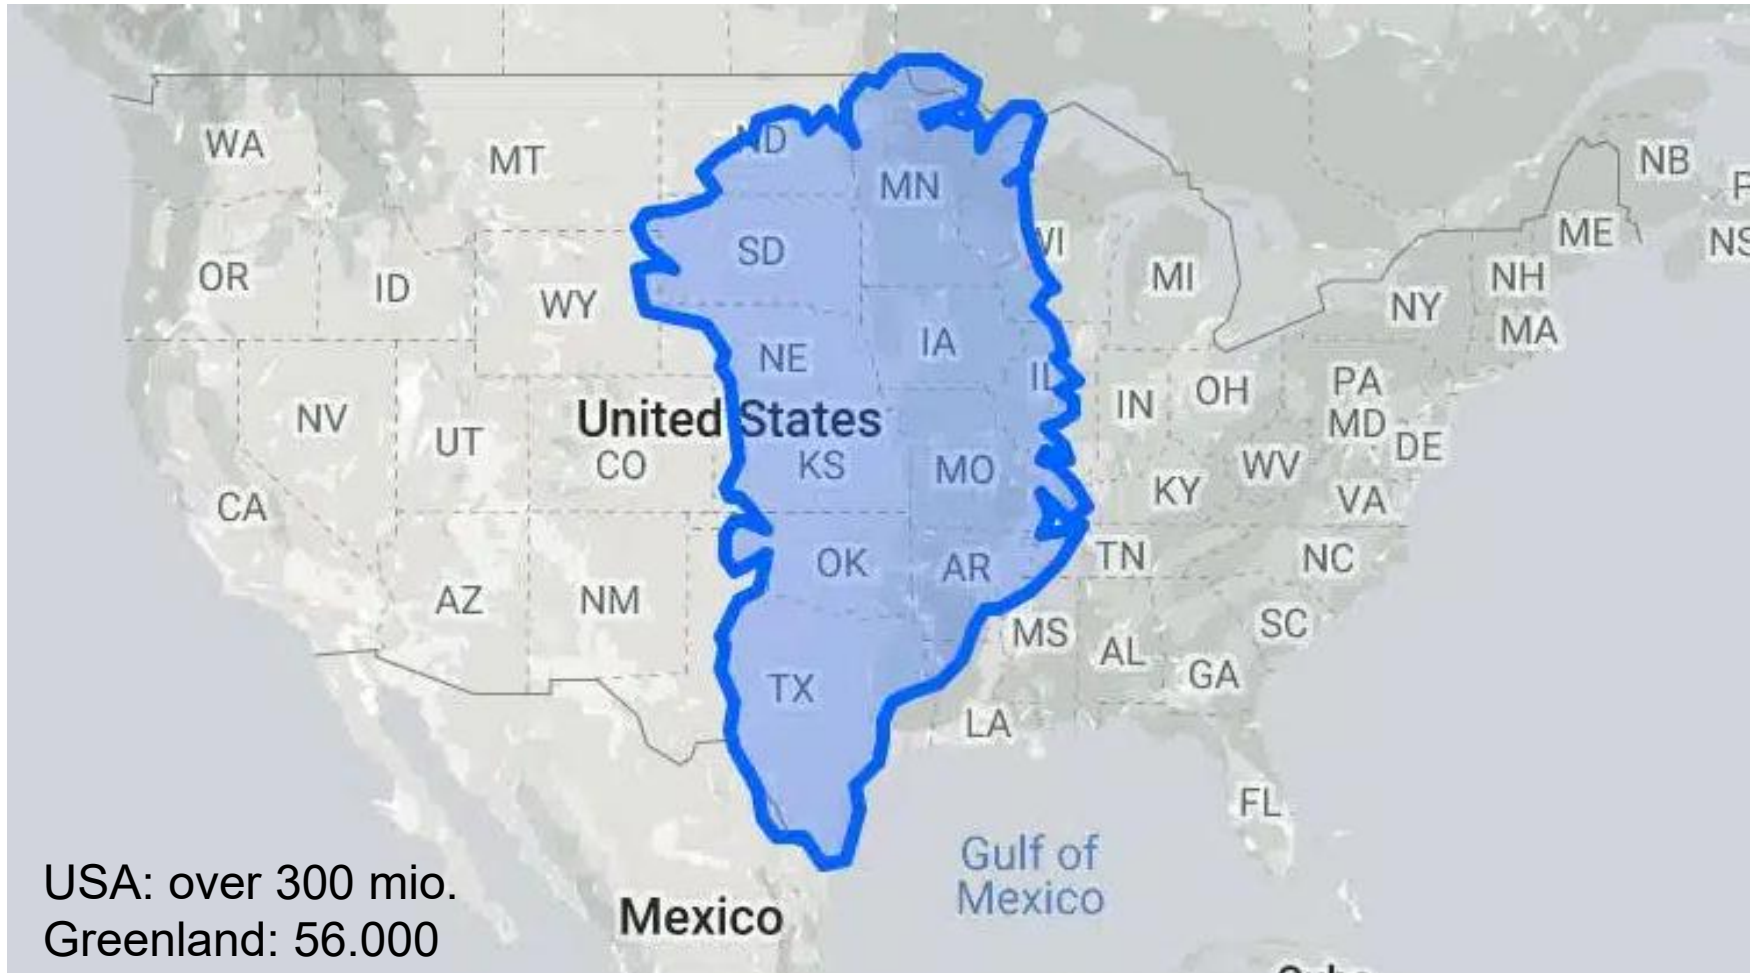 WA
MT
ND
MN
NB
P
OR
ID
WY
SD
WI
MI
ME
NS
NH
NY
MA
NE
IA
IL
IN
OH
PA
MD
DE
NV
UT
United States
CO
KS
MO
KY
WV
VA
CA
AZ
NM
OK
AR
TN
NC
SC
MS
AL
GA
TX
LA
FL
Gulf of
Mexico
Mexico
USA: over 300 mio.
Greenland: 56.000